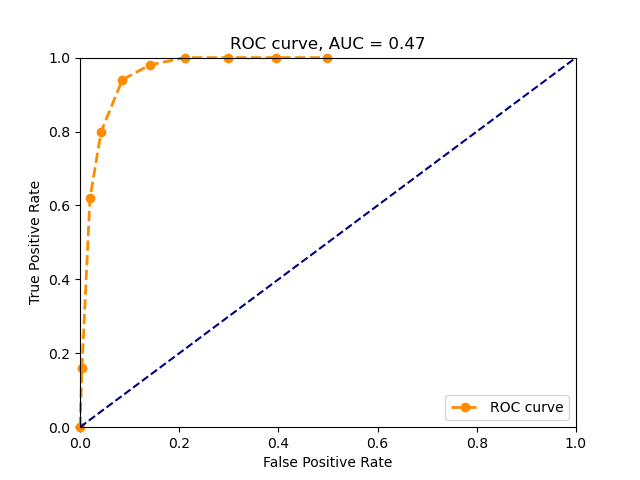 ROC curve, AUC = 0.47
1.0
0.8
0.6
0.4
0.2
0.0
True Positive Rate
ROC curve
0.0 0.2 0.4 0.6 0.8 1.0
False Positive Rate